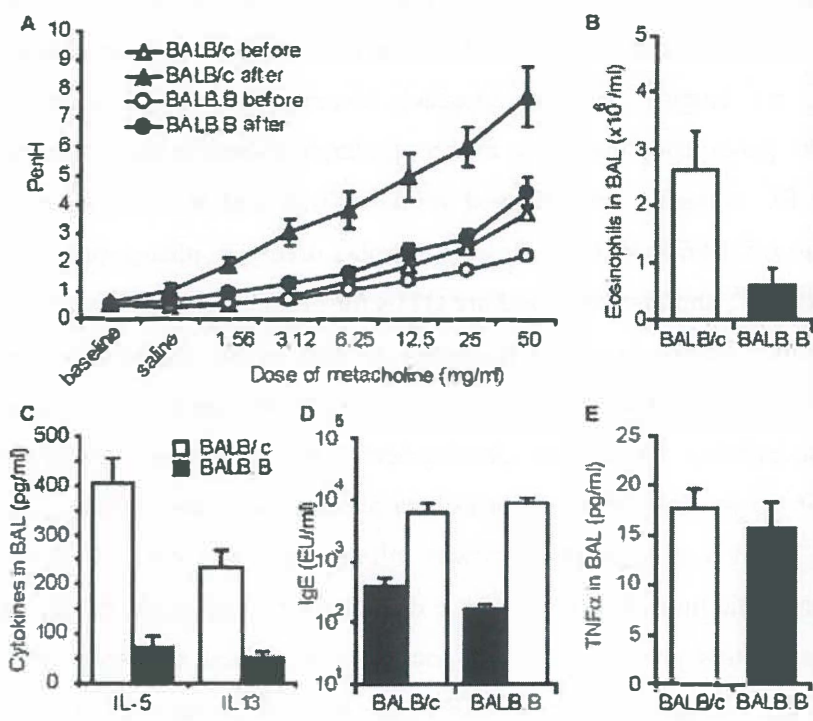 A
10
9
8
7
6
5
4
3
2
1
0
PenH
BALB/c before
BALB/c after
BALB.B before
BALB.B after
baseline
saline
1.56
3.12
6.25
12.5
25
50
Dose of metacholine (mg/ml)
B
5
4
3
2
1
0
Eosinophils in BAL (x10⁶/ml)
BALB/c
BALB.B
C
500
400
300
200
100
0
Cytokines in BAL (pg/ml)
BALB/c
BALB.B
IL-5
IL13
D
10⁵
10⁴
10³
10²
10¹
IgE (EU/ml)
BALB/c
BALB.B
E
25
20
15
10
5
0
TNFα in BAL (pg/ml)
BALB/c
BALB.B